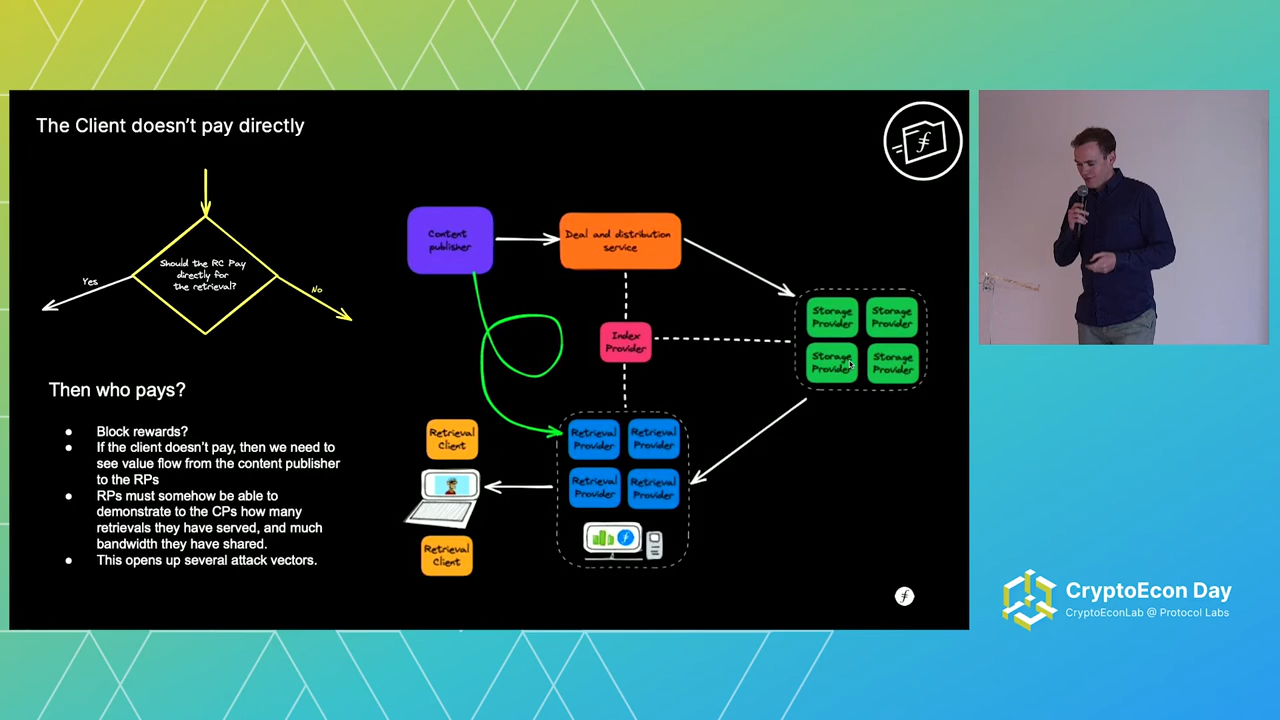 The Client doesn't pay directly
Should the RC Pay
directly for
the retrieval?
Yes
No
Then who pays?
● Block rewards?
● If the client doesn't pay, then we need to
see value flow from the content publisher
to the RPs
● RPs must somehow be able to
demonstrate to the CPs how many
retrievals they have served, and much
bandwidth they have shared.
● This opens up several attack vectors.
Content
publisher
Deal and distribution
service
Index
Provider
Storage
Provider
Storage
Provider
Storage
Provider
Storage
Provider
Retrieval
Client
Retrieval
Client
Retrieval
Provider
Retrieval
Provider
Retrieval
Provider
Retrieval
Provider
CryptoEcon Day
CryptoEconLab @ Protocol Labs